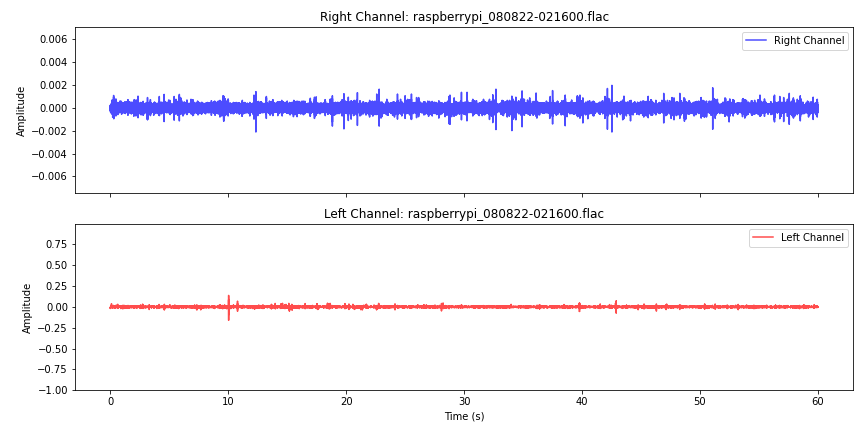 Right Channel: raspberrypi_080822-021600.flac
Right Channel
Amplitude
0.006
0.004
0.002
0.000
−0.002
−0.004
−0.006
Left Channel: raspberrypi_080822-021600.flac
Left Channel
Amplitude
0.75
0.50
0.25
0.00
−0.25
−0.50
−0.75
−1.00
0 10 20 30 40 50 60
Time (s)